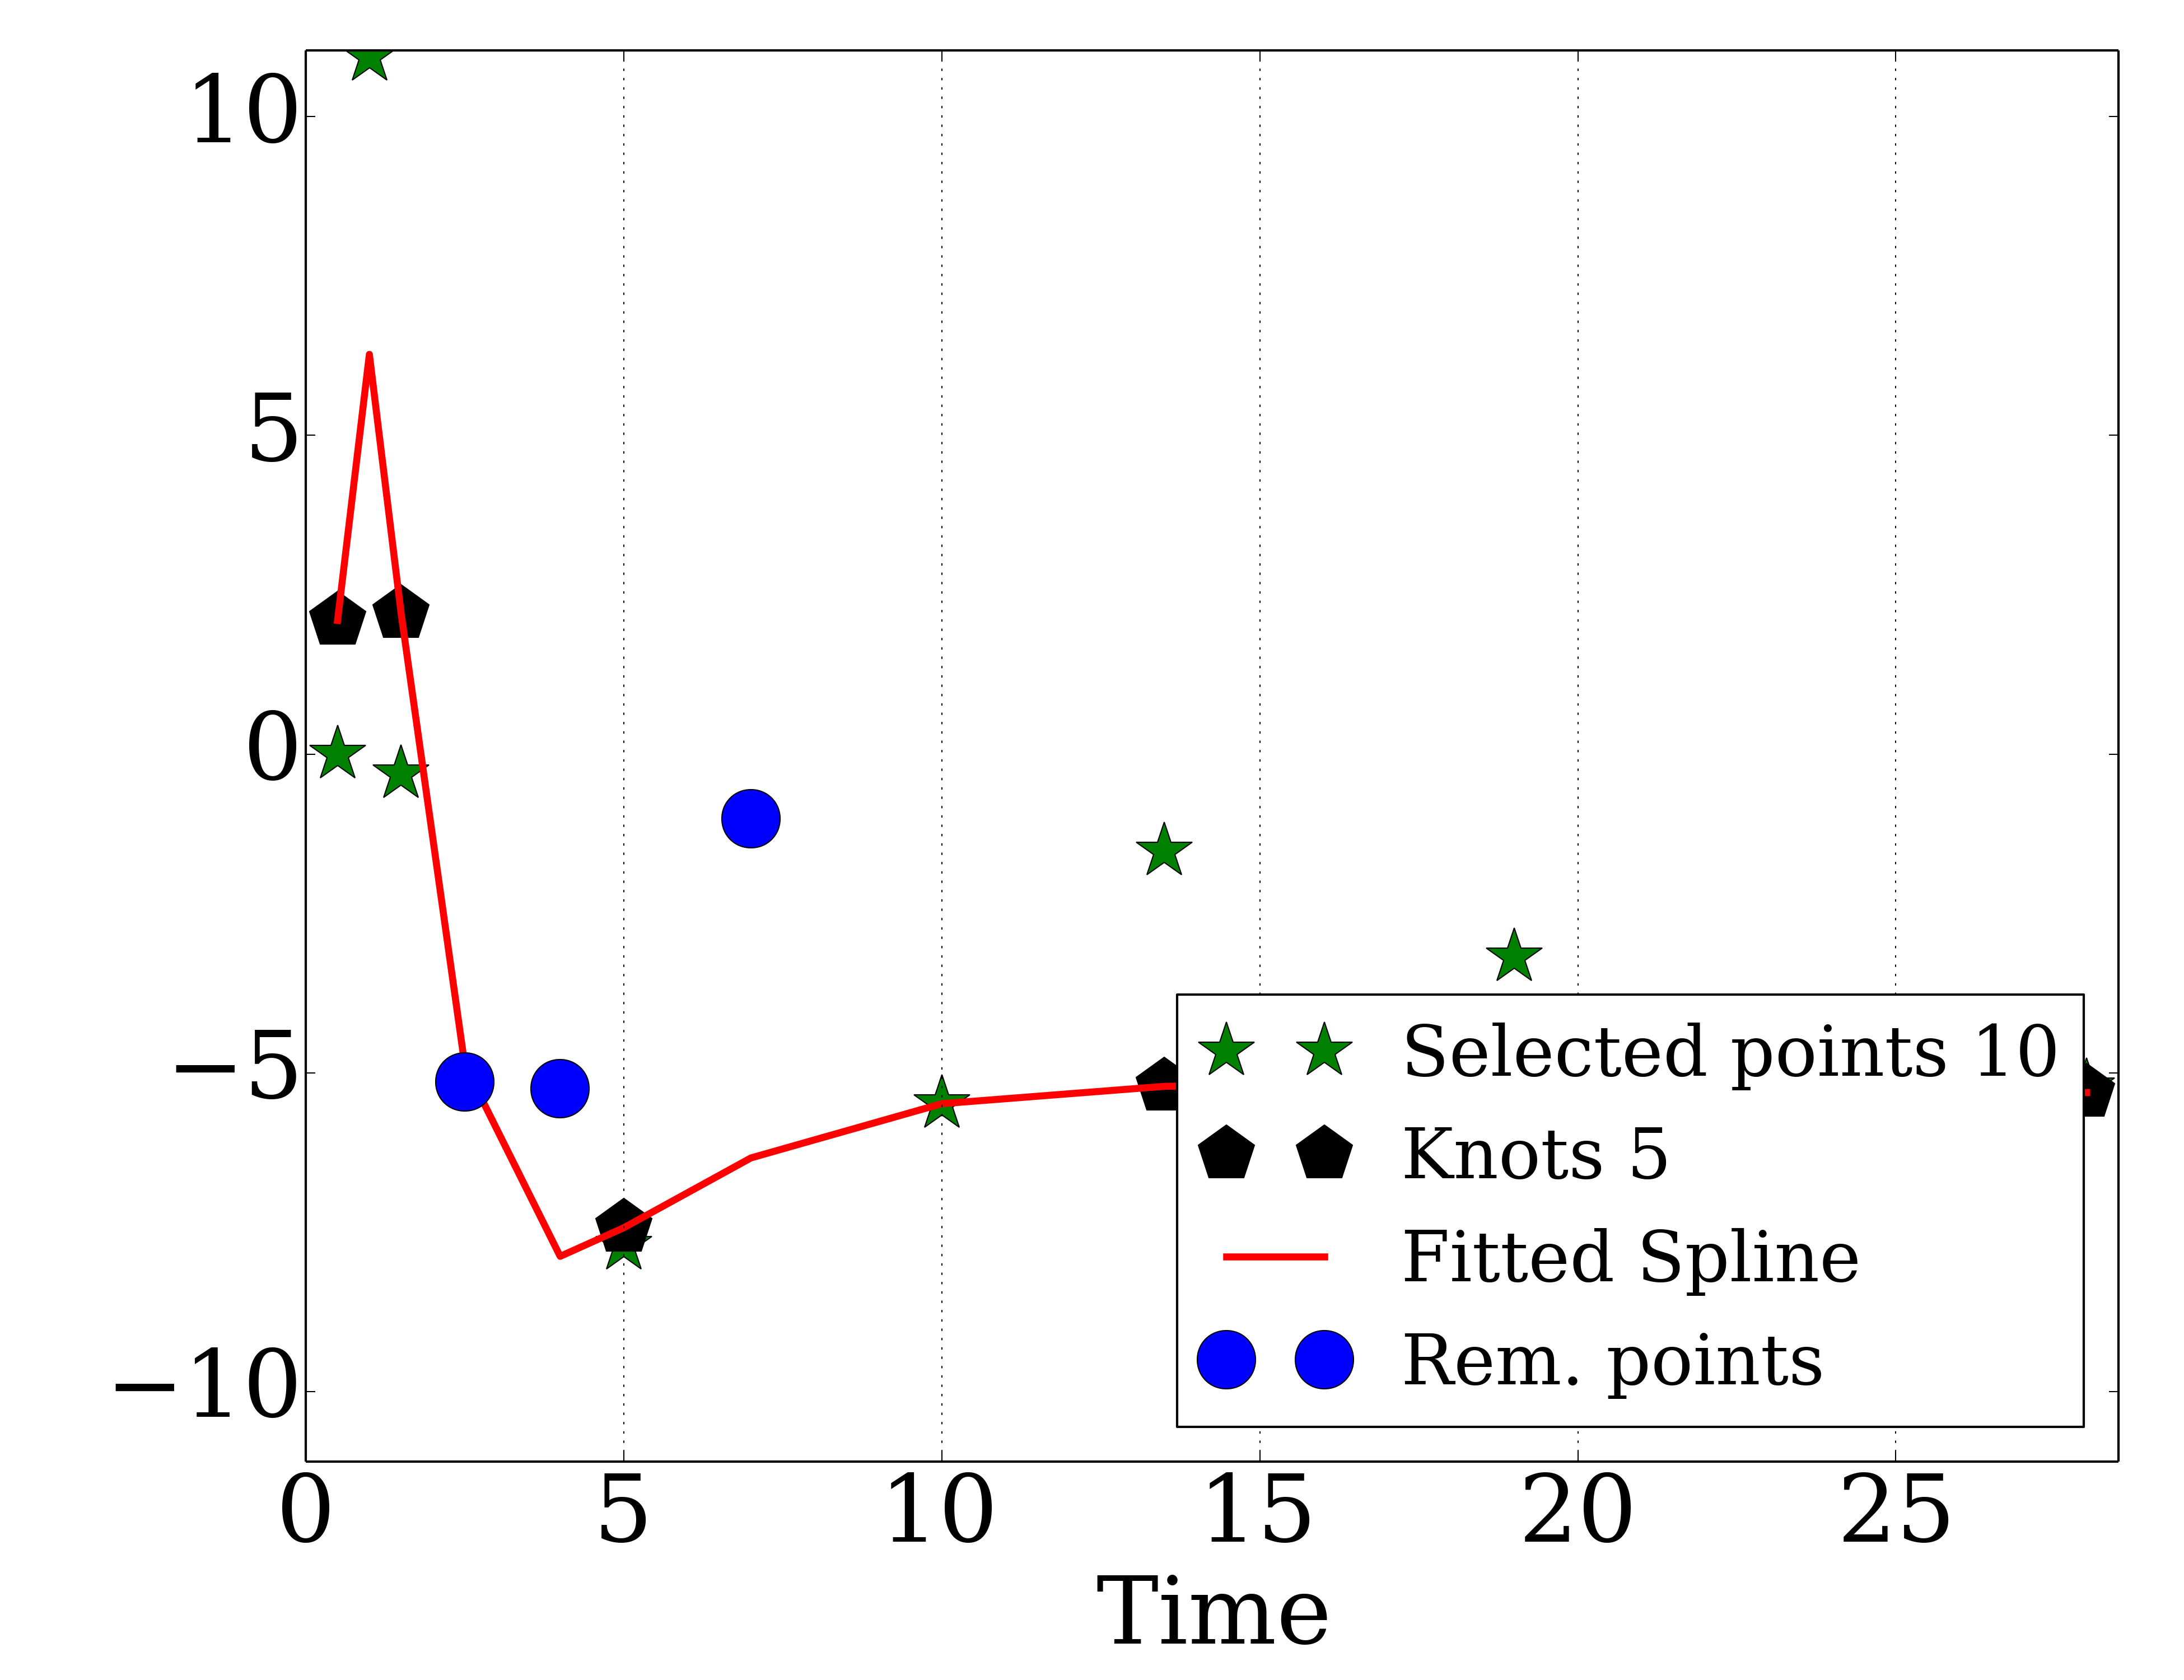 10
5
0
−5
−10
0 5 10 15 20 25
Time
Selected points 10
Knots 5
Fitted Spline
Rem. points